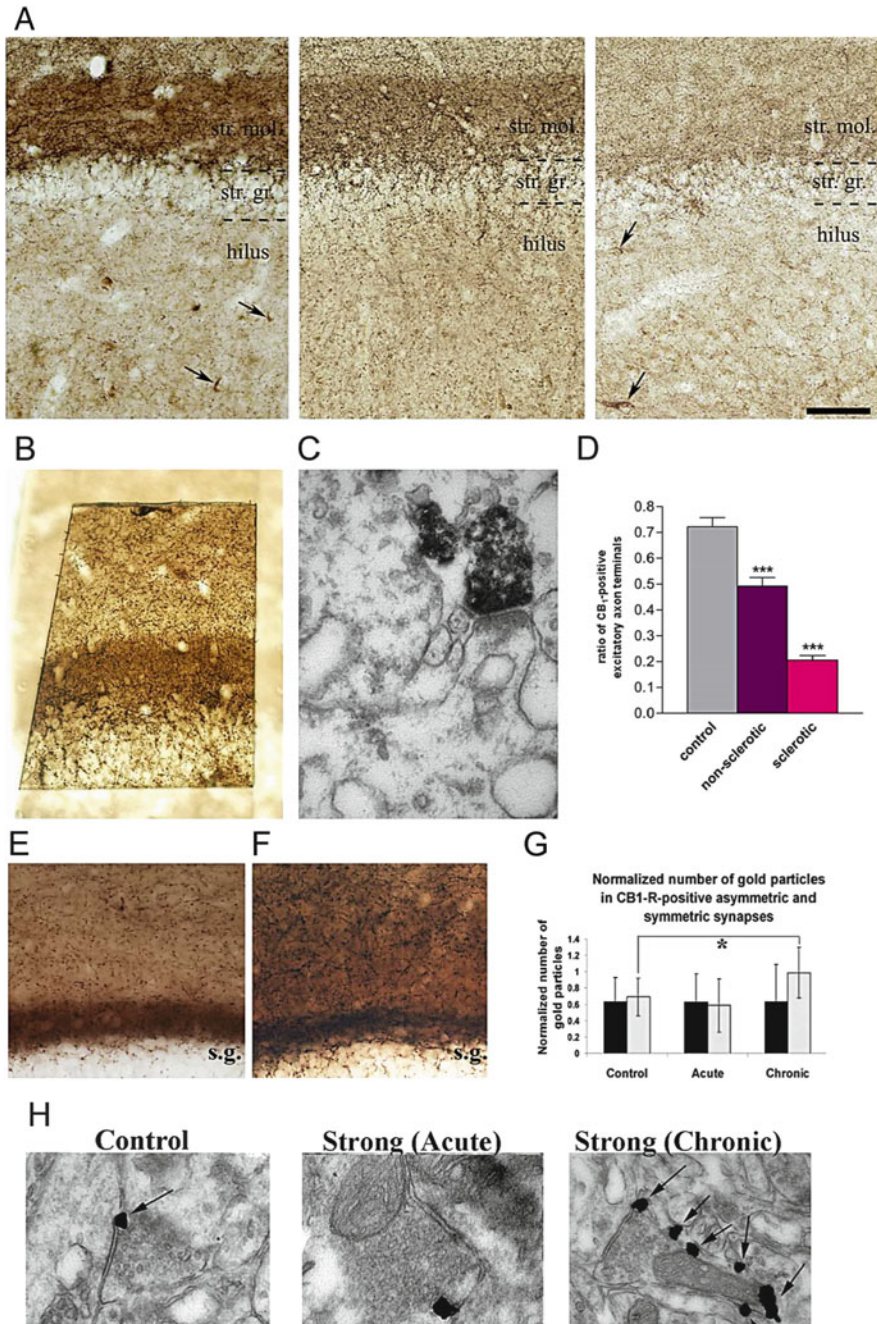 A
str. mol.
str. gr.
hilus
str. mol.
str. gr.
hilus
str. mol.
str. gr.
hilus
B
C
D
ratio of CB₁-positive
excitatory axon terminals
0.8
0.7
0.6
0.5
0.4
0.3
0.2
0.1
0.0
***
***
control
non-sclerotic
sclerotic
E
s.g.
F
s.g.
G
Normalized number of gold particles
in CB1-R-positive asymmetric and
symmetric synapses
Normalized number of
gold particles
1.4
1.2
1
0.8
0.6
0.4
0.2
0
*
Control
Acute
Chronic
H
Control
Strong (Acute)
Strong (Chronic)